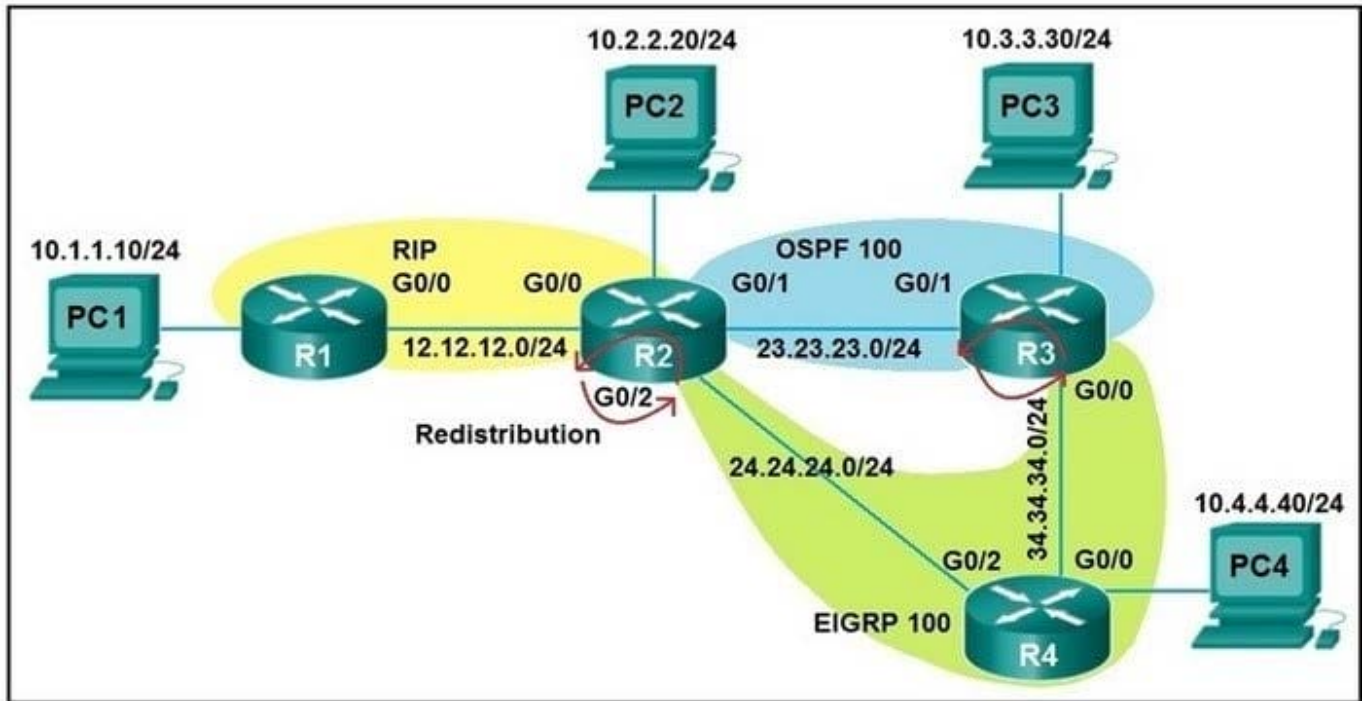 10.2.2.20/24
10.3.3.30/24
PC2
PC3
10.1.1.10/24
RIP
OSPF 100
G0/0
G0/0
G0/1
G0/1
PC1
R1
12.12.12.0/24
R2
23.23.23.0/24
R3
G0/2
G0/0
Redistribution
34.34.34.0/24
24.24.24.0/24
10.4.4.40/24
G0/2
G0/0
PC4
EIGRP 100
R4